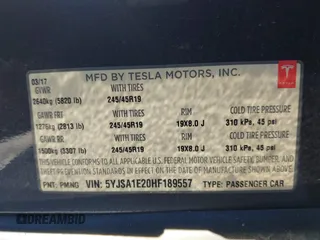 03/17
MFD BY TESLA MOTORS, INC.
GVWR WITH TIRES
2640kg (5820 lb) 245/45R19
GAWR FRT WITH TIRES RIM COLD TIRE PRESSURE
1276kg (2813 lb) 245/45R19 19X8.0 J 310 kPa, 45 psi
GAWR RR WITH TIRES RIM COLD TIRE PRESSURE
1500kg (3307 lb) 245/45R19 19X8.0 J 310 kPa, 45 psi
THIS VEHICLE CONFORMS TO ALL APPLICABLE U.S. FEDERAL MOTOR VEHICLE SAFETY, BUMPER,
AND THEFT PREVENTION STANDARDS IN EFFECT ON THE DATE OF MANUFACTURE SHOWN ABOVE.
PNT: PMNG VIN: 5YJSA1E20HF189557 TYPE: PASSENGER CAR
TESLA
© AUTOBIDMASTER